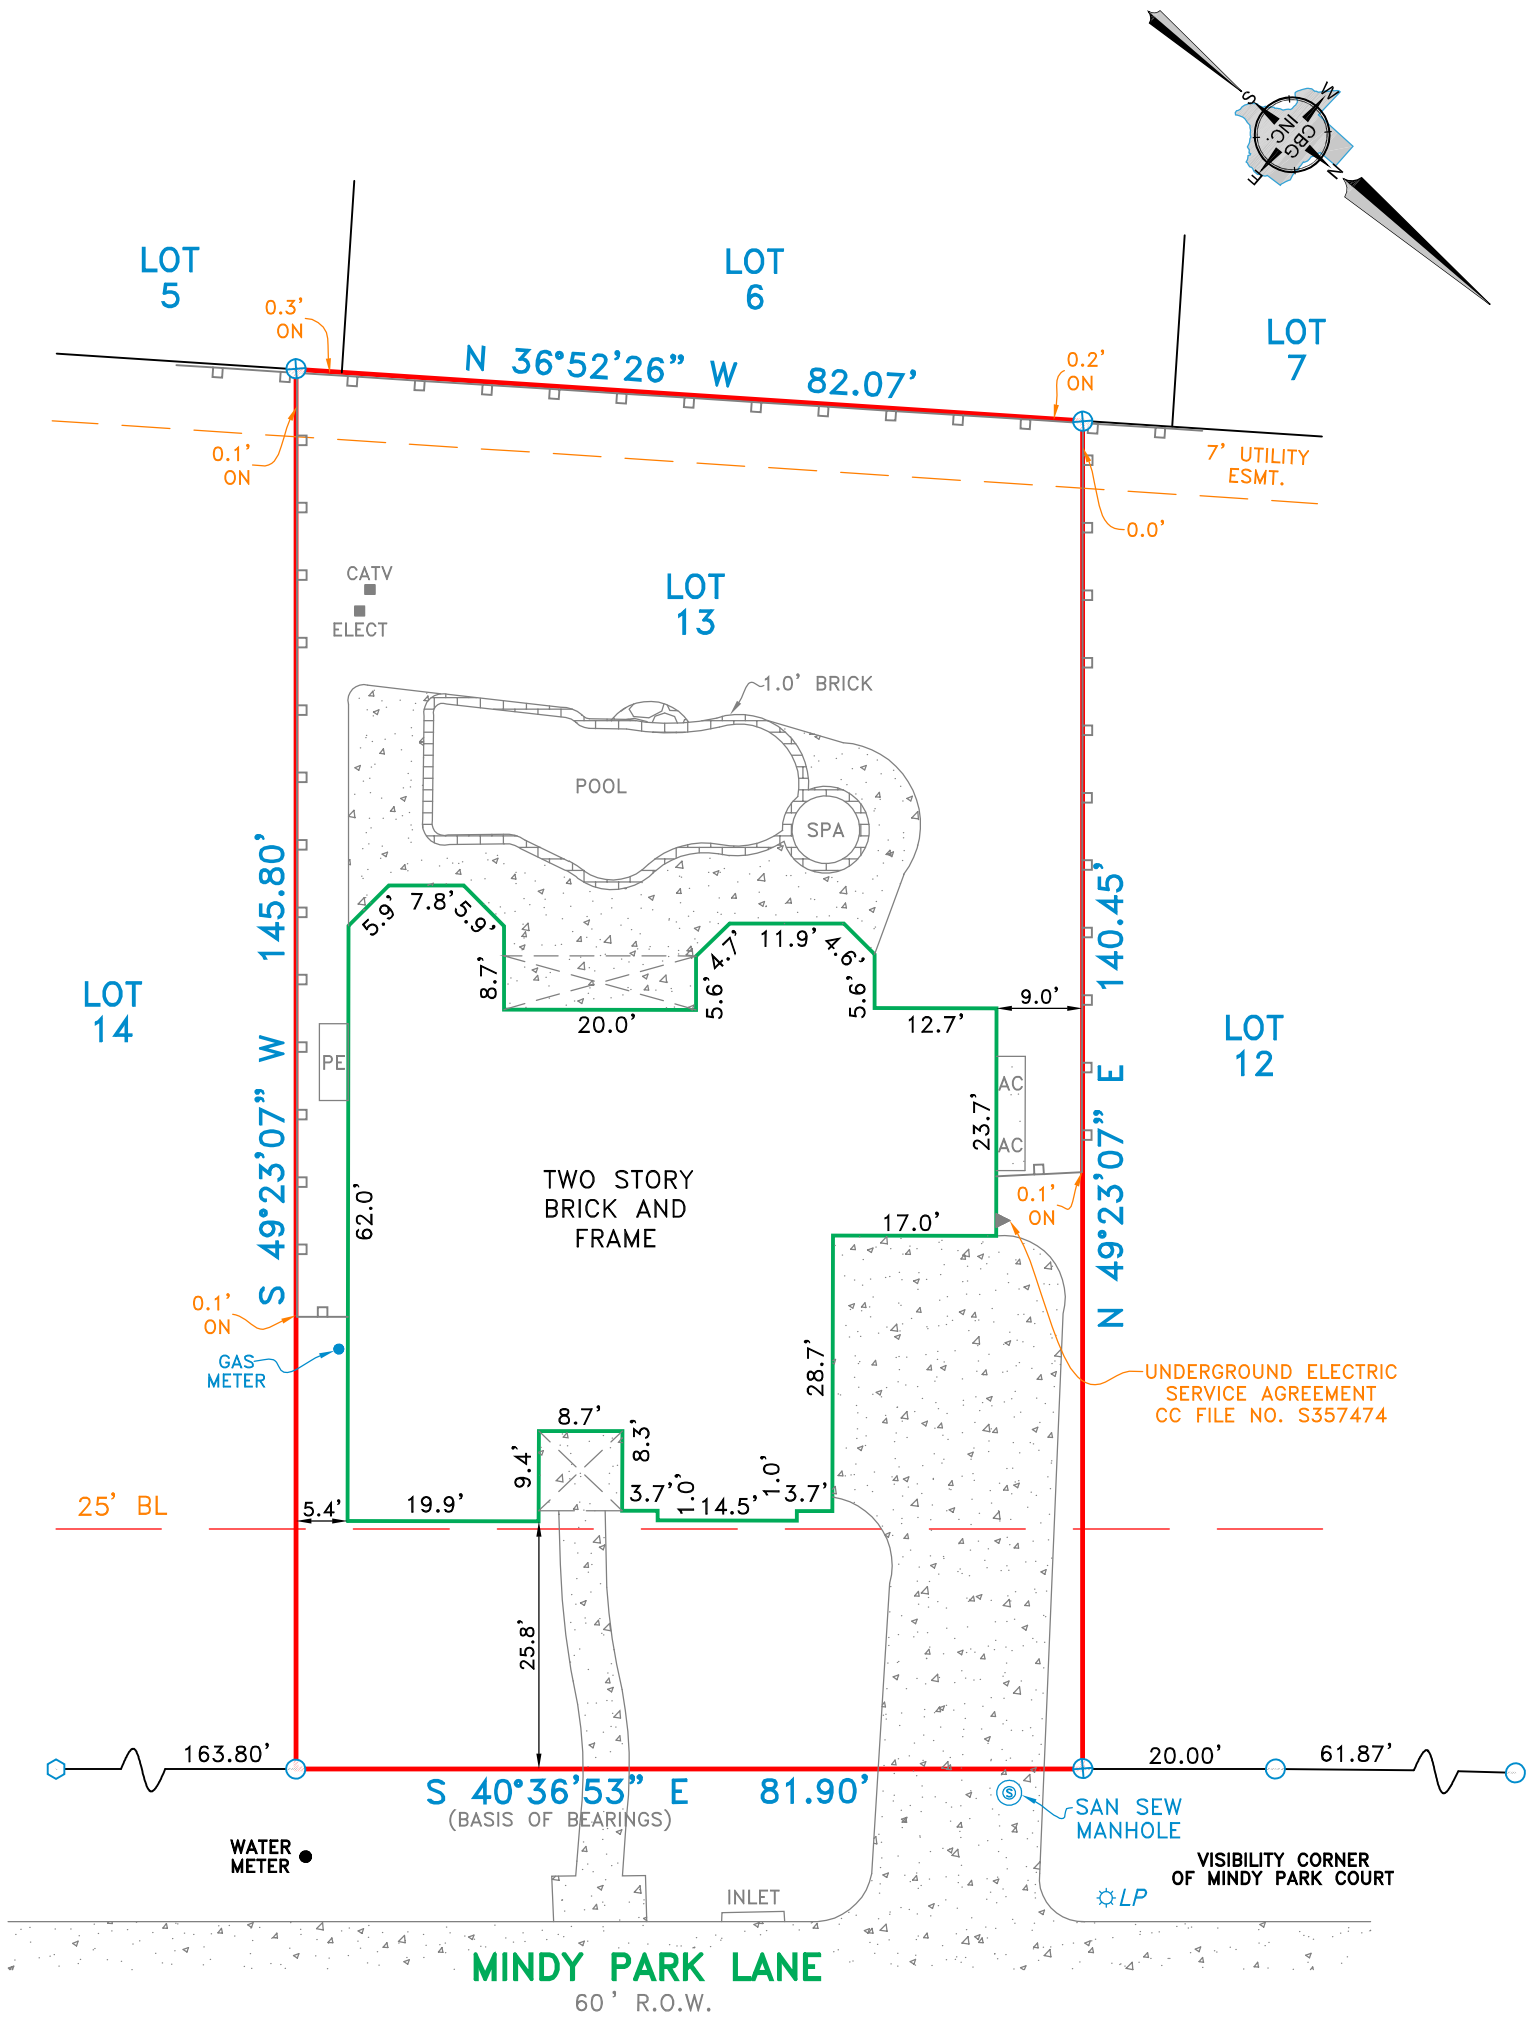 S
W
CBG
INC.
E
N
LOT
5
LOT
6
LOT
7
0.3'
ON
N 36°52'26" W 82.07'
0.2'
ON
0.1'
ON
7' UTILITY
ESMT.
0.0'
CATV
ELECT
LOT
13
1.0' BRICK
POOL
SPA
S 49°23'07" W 145.80'
N 49°23'07" E 140.45'
5.9'
7.8'
5.9'
8.7'
20.0'
5.6'
4.7'
11.9'
4.6'
5.6'
12.7'
9.0'
LOT
14
LOT
12
PE
AC
AC
23.7'
62.0'
TWO STORY
BRICK AND
FRAME
17.0'
0.1'
ON
0.1'
ON
GAS
METER
28.7'
UNDERGROUND ELECTRIC
SERVICE AGREEMENT
CC FILE NO. S357474
8.7'
9.4'
8.3'
3.7'
1.0'
14.5'
1.0'
3.7'
25' BL
5.4'
19.9'
25.8'
163.80'
20.00'
61.87'
S 40°36'53" E 81.90'
(BASIS OF BEARINGS)
S
SAN SEW
MANHOLE
WATER
METER
VISIBILITY CORNER
OF MINDY PARK COURT
LP
INLET
MINDY PARK LANE
60' R.O.W.